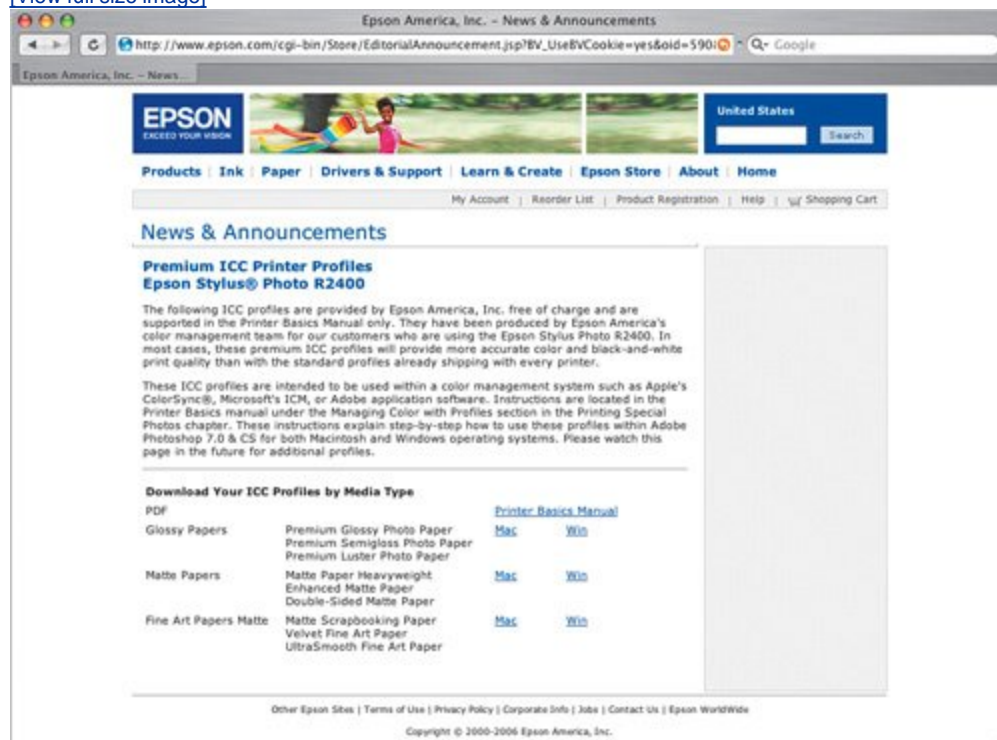 [View full size image]
Epson America, Inc. – News & Announcements
http://www.epson.com/cgi-bin/Store/EditorialAnnouncement.jsp?BV_UseBVCookie=yes&oid=590 Google
Epson America, Inc. – News...
EPSON
EXCEED YOUR VISION
United States
Search
Products | Ink | Paper | Drivers & Support | Learn & Create | Epson Store | About | Home
My Account | Reorder List | Product Registration | Help | Shopping Cart
News & Announcements
Premium ICC Printer Profiles
Epson Stylus® Photo R2400
The following ICC profiles are provided by Epson America, Inc. free of charge and are
supported in the Printer Basics Manual only. They have been produced by Epson America's
color management team for our customers who are using the Epson Stylus Photo R2400. In
most cases, these premium ICC profiles will provide more accurate color and black-and-white
print quality than with the standard profiles already shipping with every printer.
These ICC profiles are intended to be used within a color management system such as Apple's
ColorSync®, Microsoft's ICM, or Adobe application software. Instructions are located in the
Printer Basics manual under the Managing Color with Profiles section in the Printing Special
Photos chapter. These instructions explain step-by-step how to use these profiles within Adobe
Photoshop 7.0 & CS for both Macintosh and Windows operating systems. Please watch this
page in the future for additional profiles.
Download Your ICC Profiles by Media Type
PDF Printer Basics Manual
Glossy Papers Premium Glossy Photo Paper Mac Win
Premium Semigloss Photo Paper
Premium Luster Photo Paper
Matte Papers Matte Paper Heavyweight Mac Win
Enhanced Matte Paper
Double-Sided Matte Paper
Fine Art Papers Matte Matte Scrapbooking Paper Mac Win
Velvet Fine Art Paper
UltraSmooth Fine Art Paper
Other Epson Sites | Terms of Use | Privacy Policy | Corporate Info | Jobs | Contact Us | Epson WorldWide
Copyright © 2000-2006 Epson America, Inc.